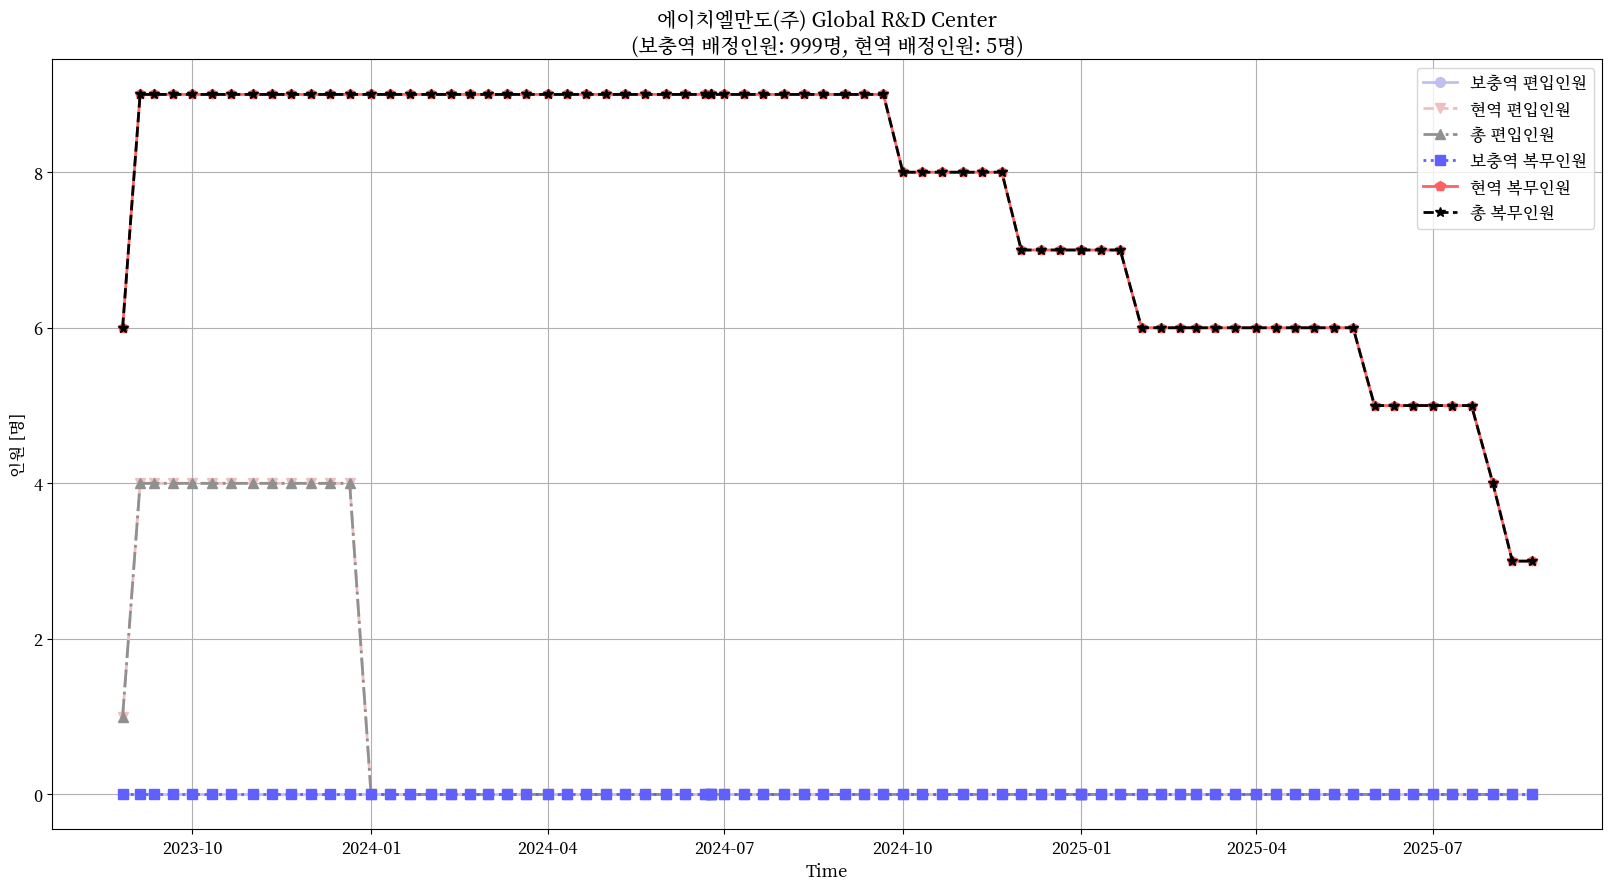 에이치엘만도(주) Global R&D Center
(보충역 배정인원: 999명, 현역 배정인원: 5명)
보충역 편입인원
현역 편입인원
총 편입인원
보충역 복무인원
현역 복무인원
총 복무인원
인원 [명]
8
6
4
2
0
2023-10
2024-01
2024-04
2024-07
2024-10
2025-01
2025-04
2025-07
Time